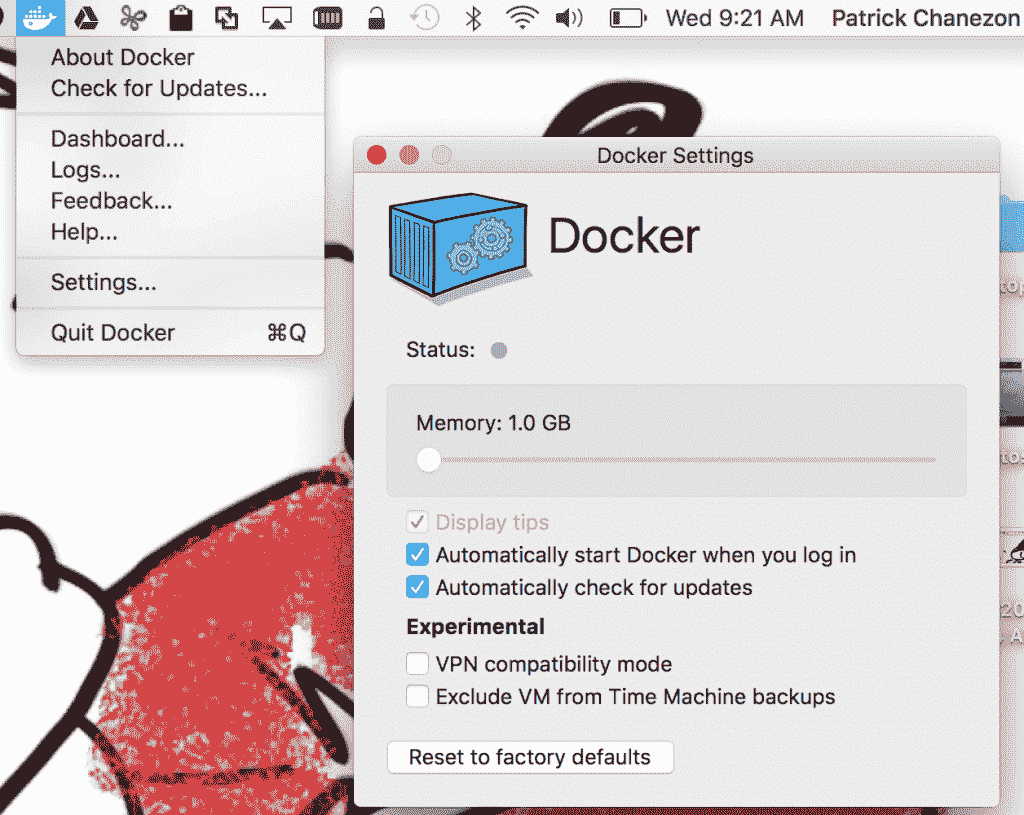 Wed 9:21 AM Patrick Chanezon
About Docker
Check for Updates...
Dashboard...
Logs...
Feedback...
Help...
Settings...
Quit Docker ⌘Q
Docker Settings
Docker
Status:
Memory: 1.0 GB
Display tips
Automatically start Docker when you log in
Automatically check for updates
Experimental
VPN compatibility mode
Exclude VM from Time Machine backups
Reset to factory defaults